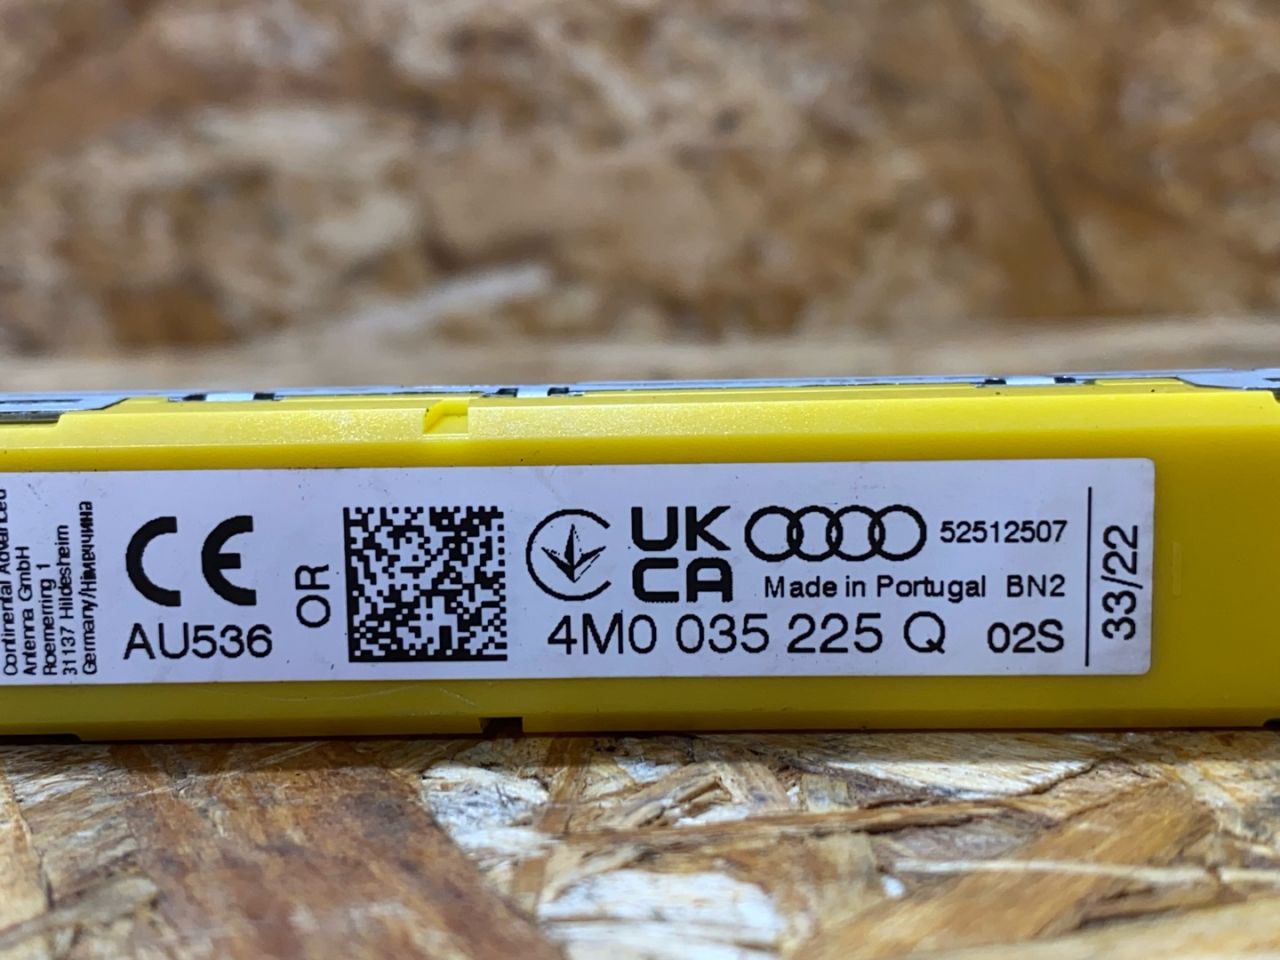 Continental Advanced
Antenna GmbH
Roemerring 1
31137 Hildesheim
Germany/Німеччина
CE
AU536
OR
UK
CA
52512507
Made in Portugal BN2
4M0 035 225 Q 02S
33/22